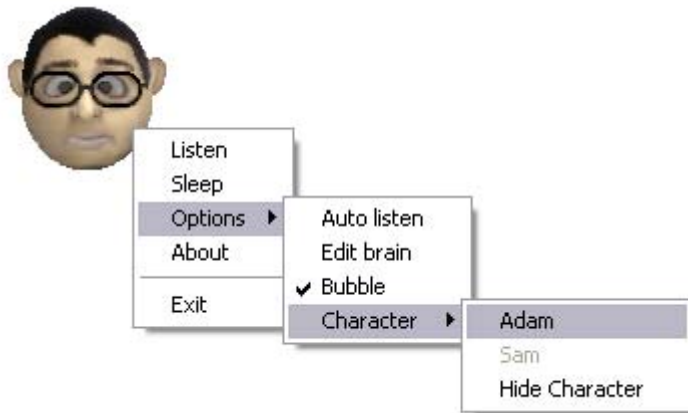 Listen
Sleep
Options
About
Exit
Auto listen
Edit brain
Bubble
Character
Adam
Sam
Hide Character